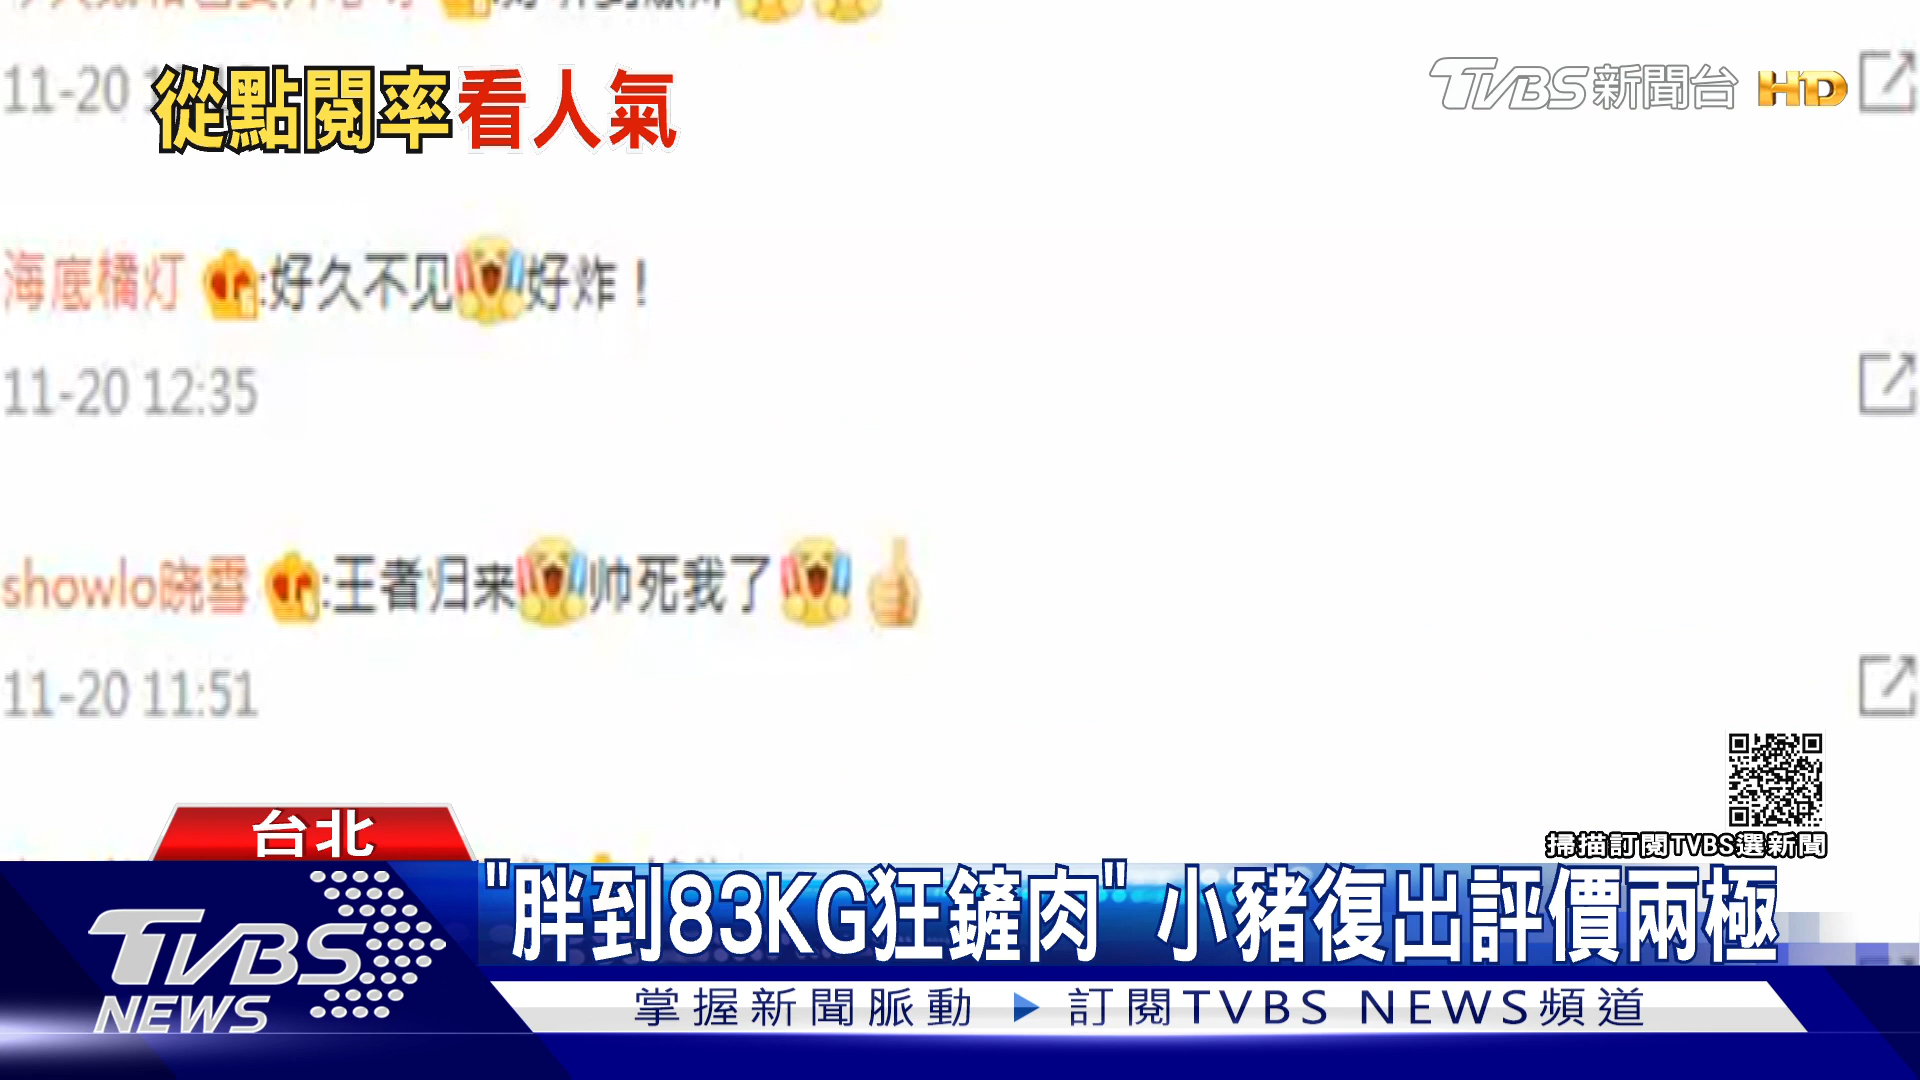 11-20
從點閱率看人氣
TVBS新聞台 HD
海底橘灯:好久不见好炸！
11-20 12:35
showlo晓雪:王者归来帅死我了
11-20 11:51
掃描訂閱TVBS選新聞
台北
"胖到83KG狂鏟肉" 小豬復出評價兩極
TVBS
NEWS
掌握新聞脈動 ▶ 訂閱TVBS NEWS頻道